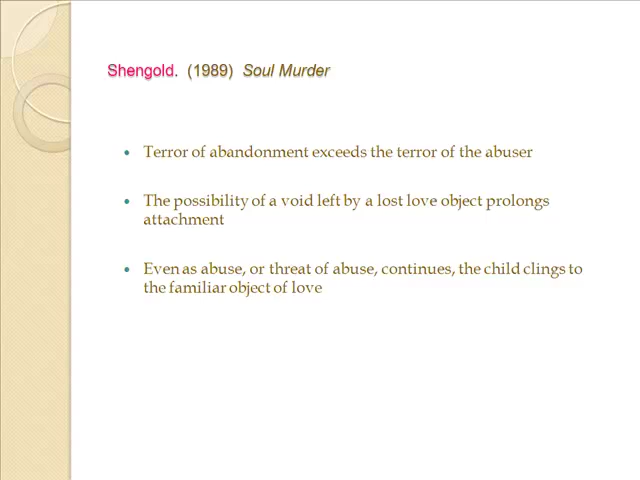 Shengold. (1989) Soul Murder
• Terror of abandonment exceeds the terror of the abuser
• The possibility of a void left by a lost love object prolongs
attachment
• Even as abuse, or threat of abuse, continues, the child clings to
the familiar object of love